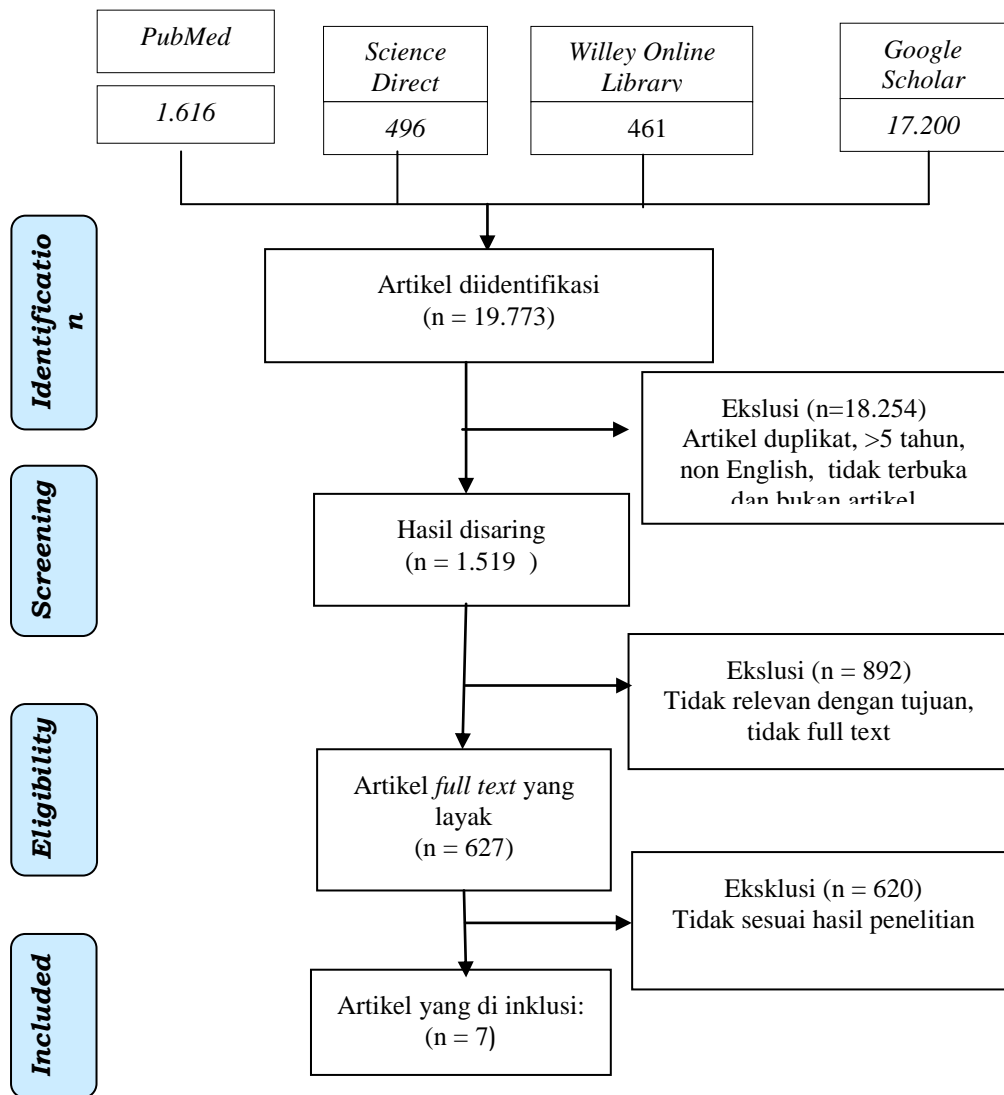 PubMed
1.616
Science
Direct
496
Willey Online
Library
461
Google
Scholar
17.200
Identificatio
n
Artikel diidentifikasi
(n = 19.773)
Ekslusi (n=18.254)
Artikel duplikat, >5 tahun,
non English, tidak terbuka
dan bukan artikel
Screening
Hasil disaring
(n = 1.519 )
Ekslusi (n = 892)
Tidak relevan dengan tujuan,
tidak full text
Eligibility
Artikel full text yang
layak
(n = 627)
Eksklusi (n = 620)
Tidak sesuai hasil penelitian
Included
Artikel yang di inklusi:
(n = 7)